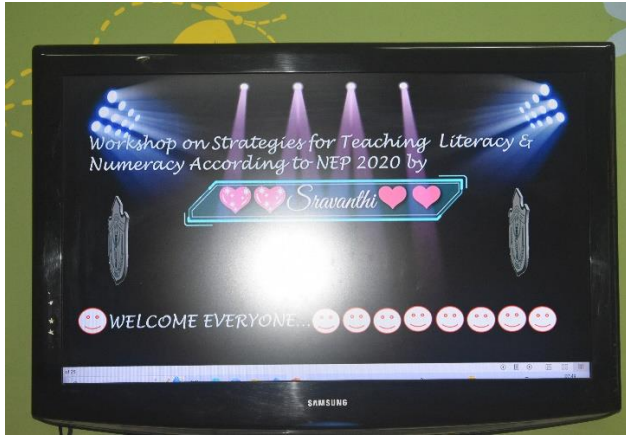 Workshop on Strategies for Teaching Literacy &
Numeracy According to NEP 2020 by
Sravanthi
WELCOME EVERYONE...
SAMSUNG